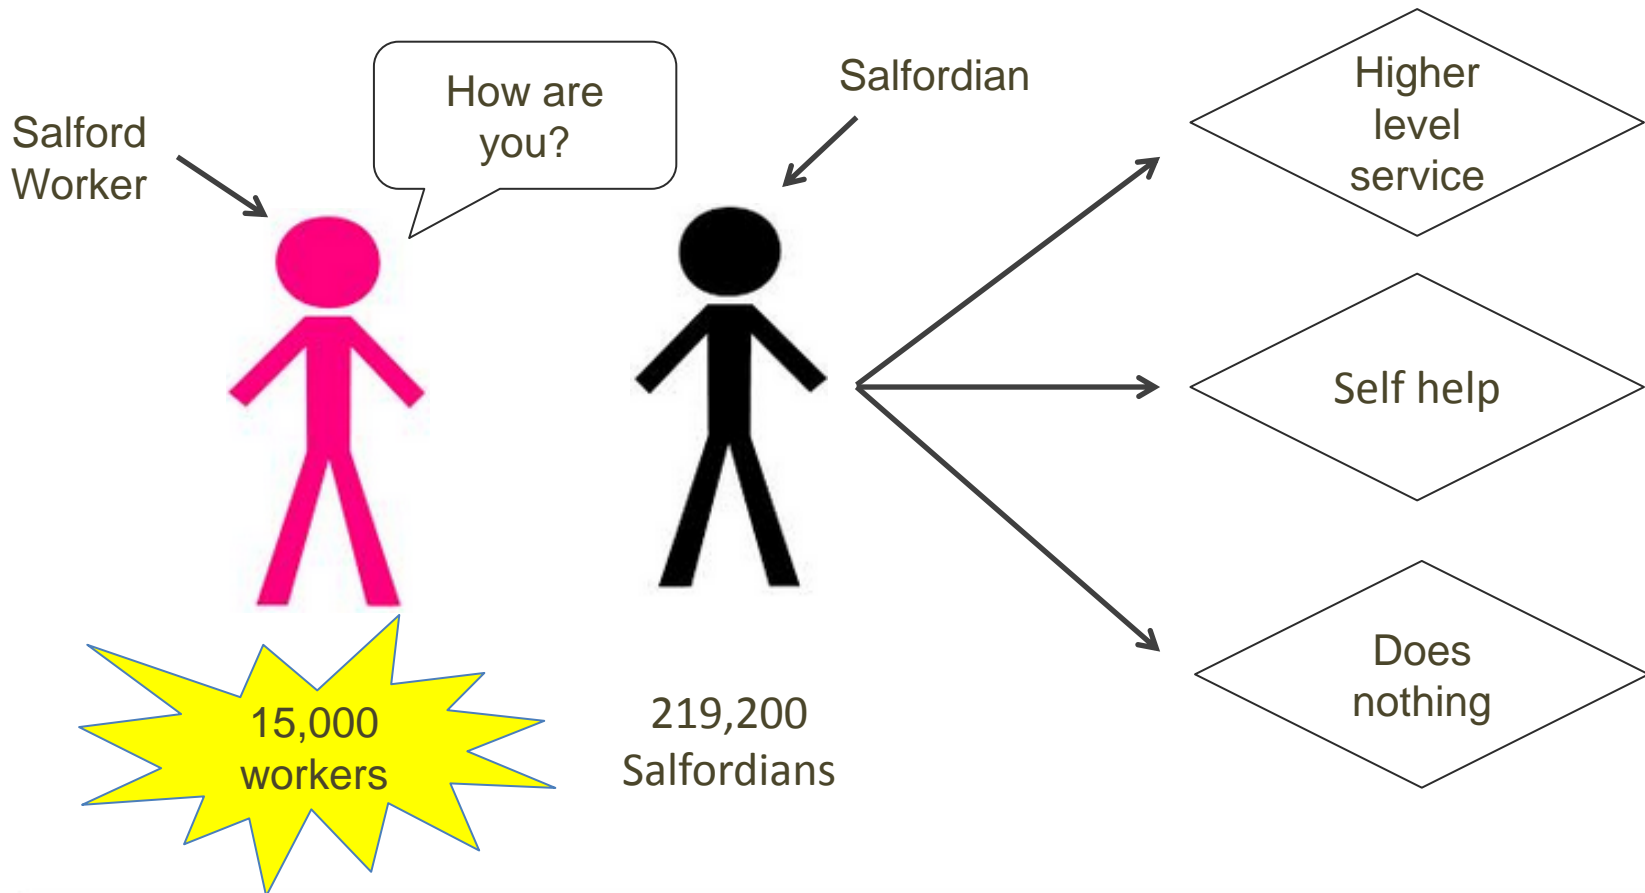 Salford
Worker
How are
you?
Salfordian
Higher
level
service
Self help
Does
nothing
15,000
workers
219,200
Salfordians